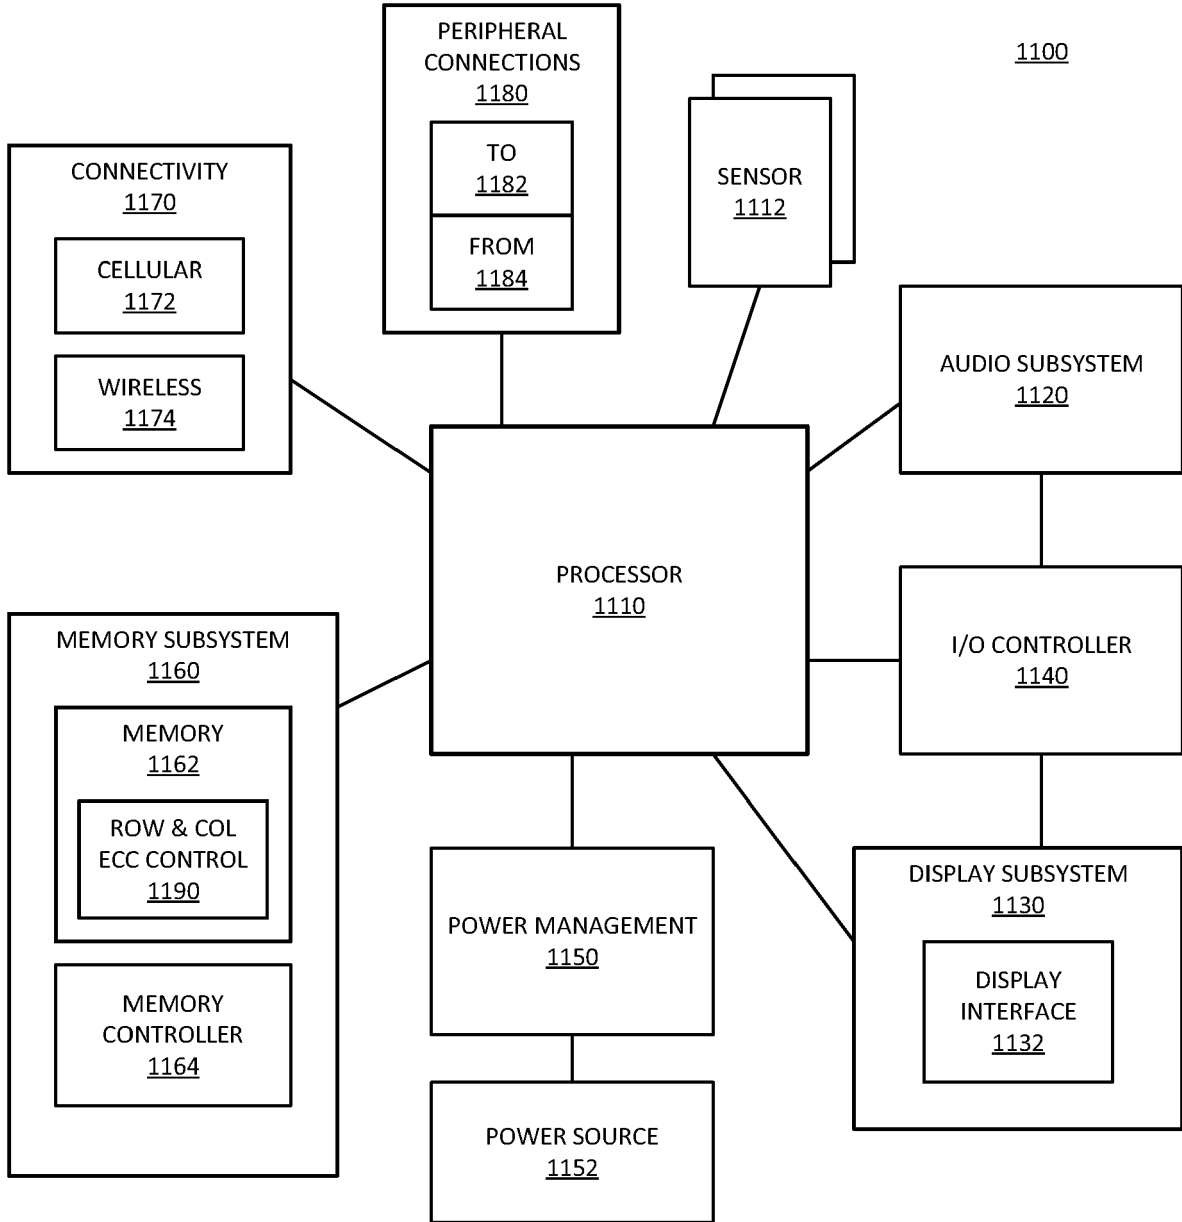 PERIPHERAL
CONNECTIONS
1180
TO
1182
FROM
1184
1100
SENSOR
1112
CONNECTIVITY
1170
CELLULAR
1172
WIRELESS
1174
AUDIO SUBSYSTEM
1120
PROCESSOR
1110
I/O CONTROLLER
1140
MEMORY SUBSYSTEM
1160
MEMORY
1162
ROW & COL
ECC CONTROL
1190
MEMORY
CONTROLLER
1164
POWER MANAGEMENT
1150
POWER SOURCE
1152
DISPLAY SUBSYSTEM
1130
DISPLAY
INTERFACE
1132